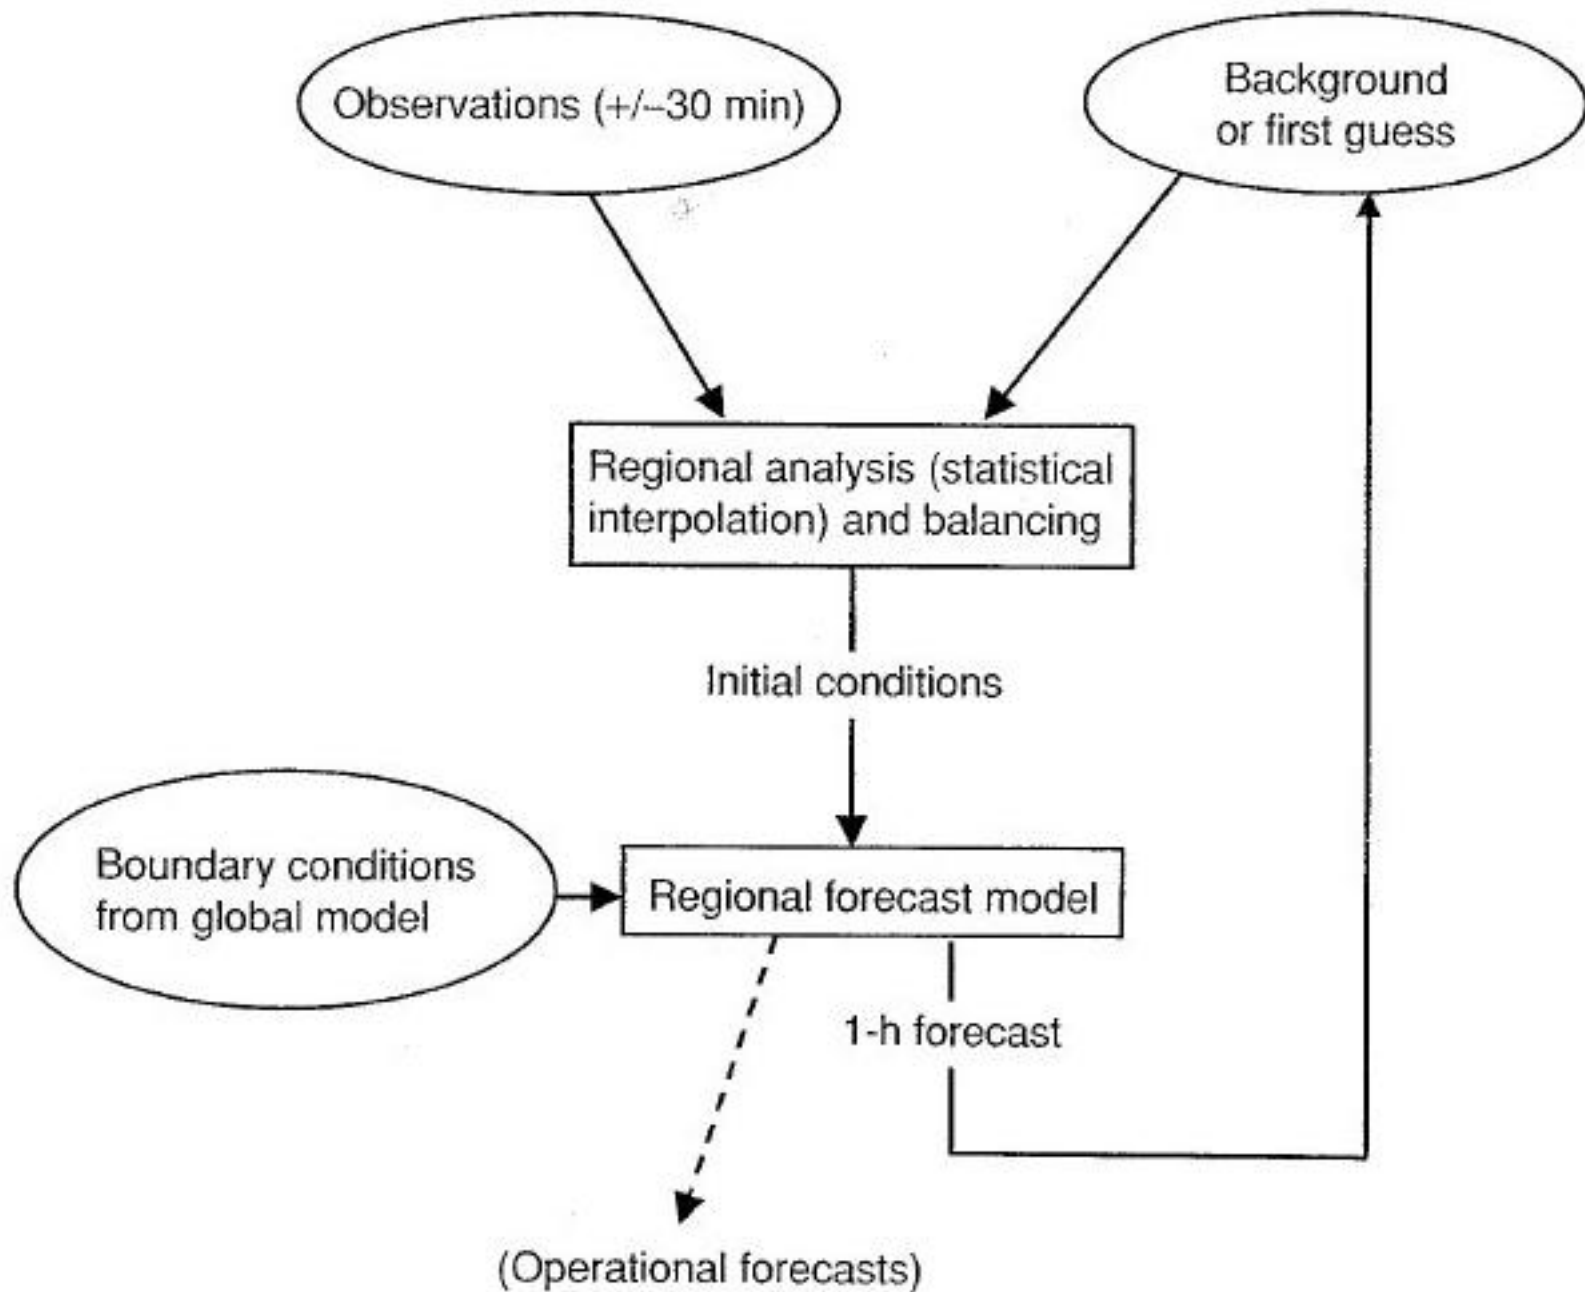 Observations (+/−30 min)
Background
or first guess
Regional analysis (statistical
interpolation) and balancing
Initial conditions
Boundary conditions
from global model
Regional forecast model
1-h forecast
(Operational forecasts)